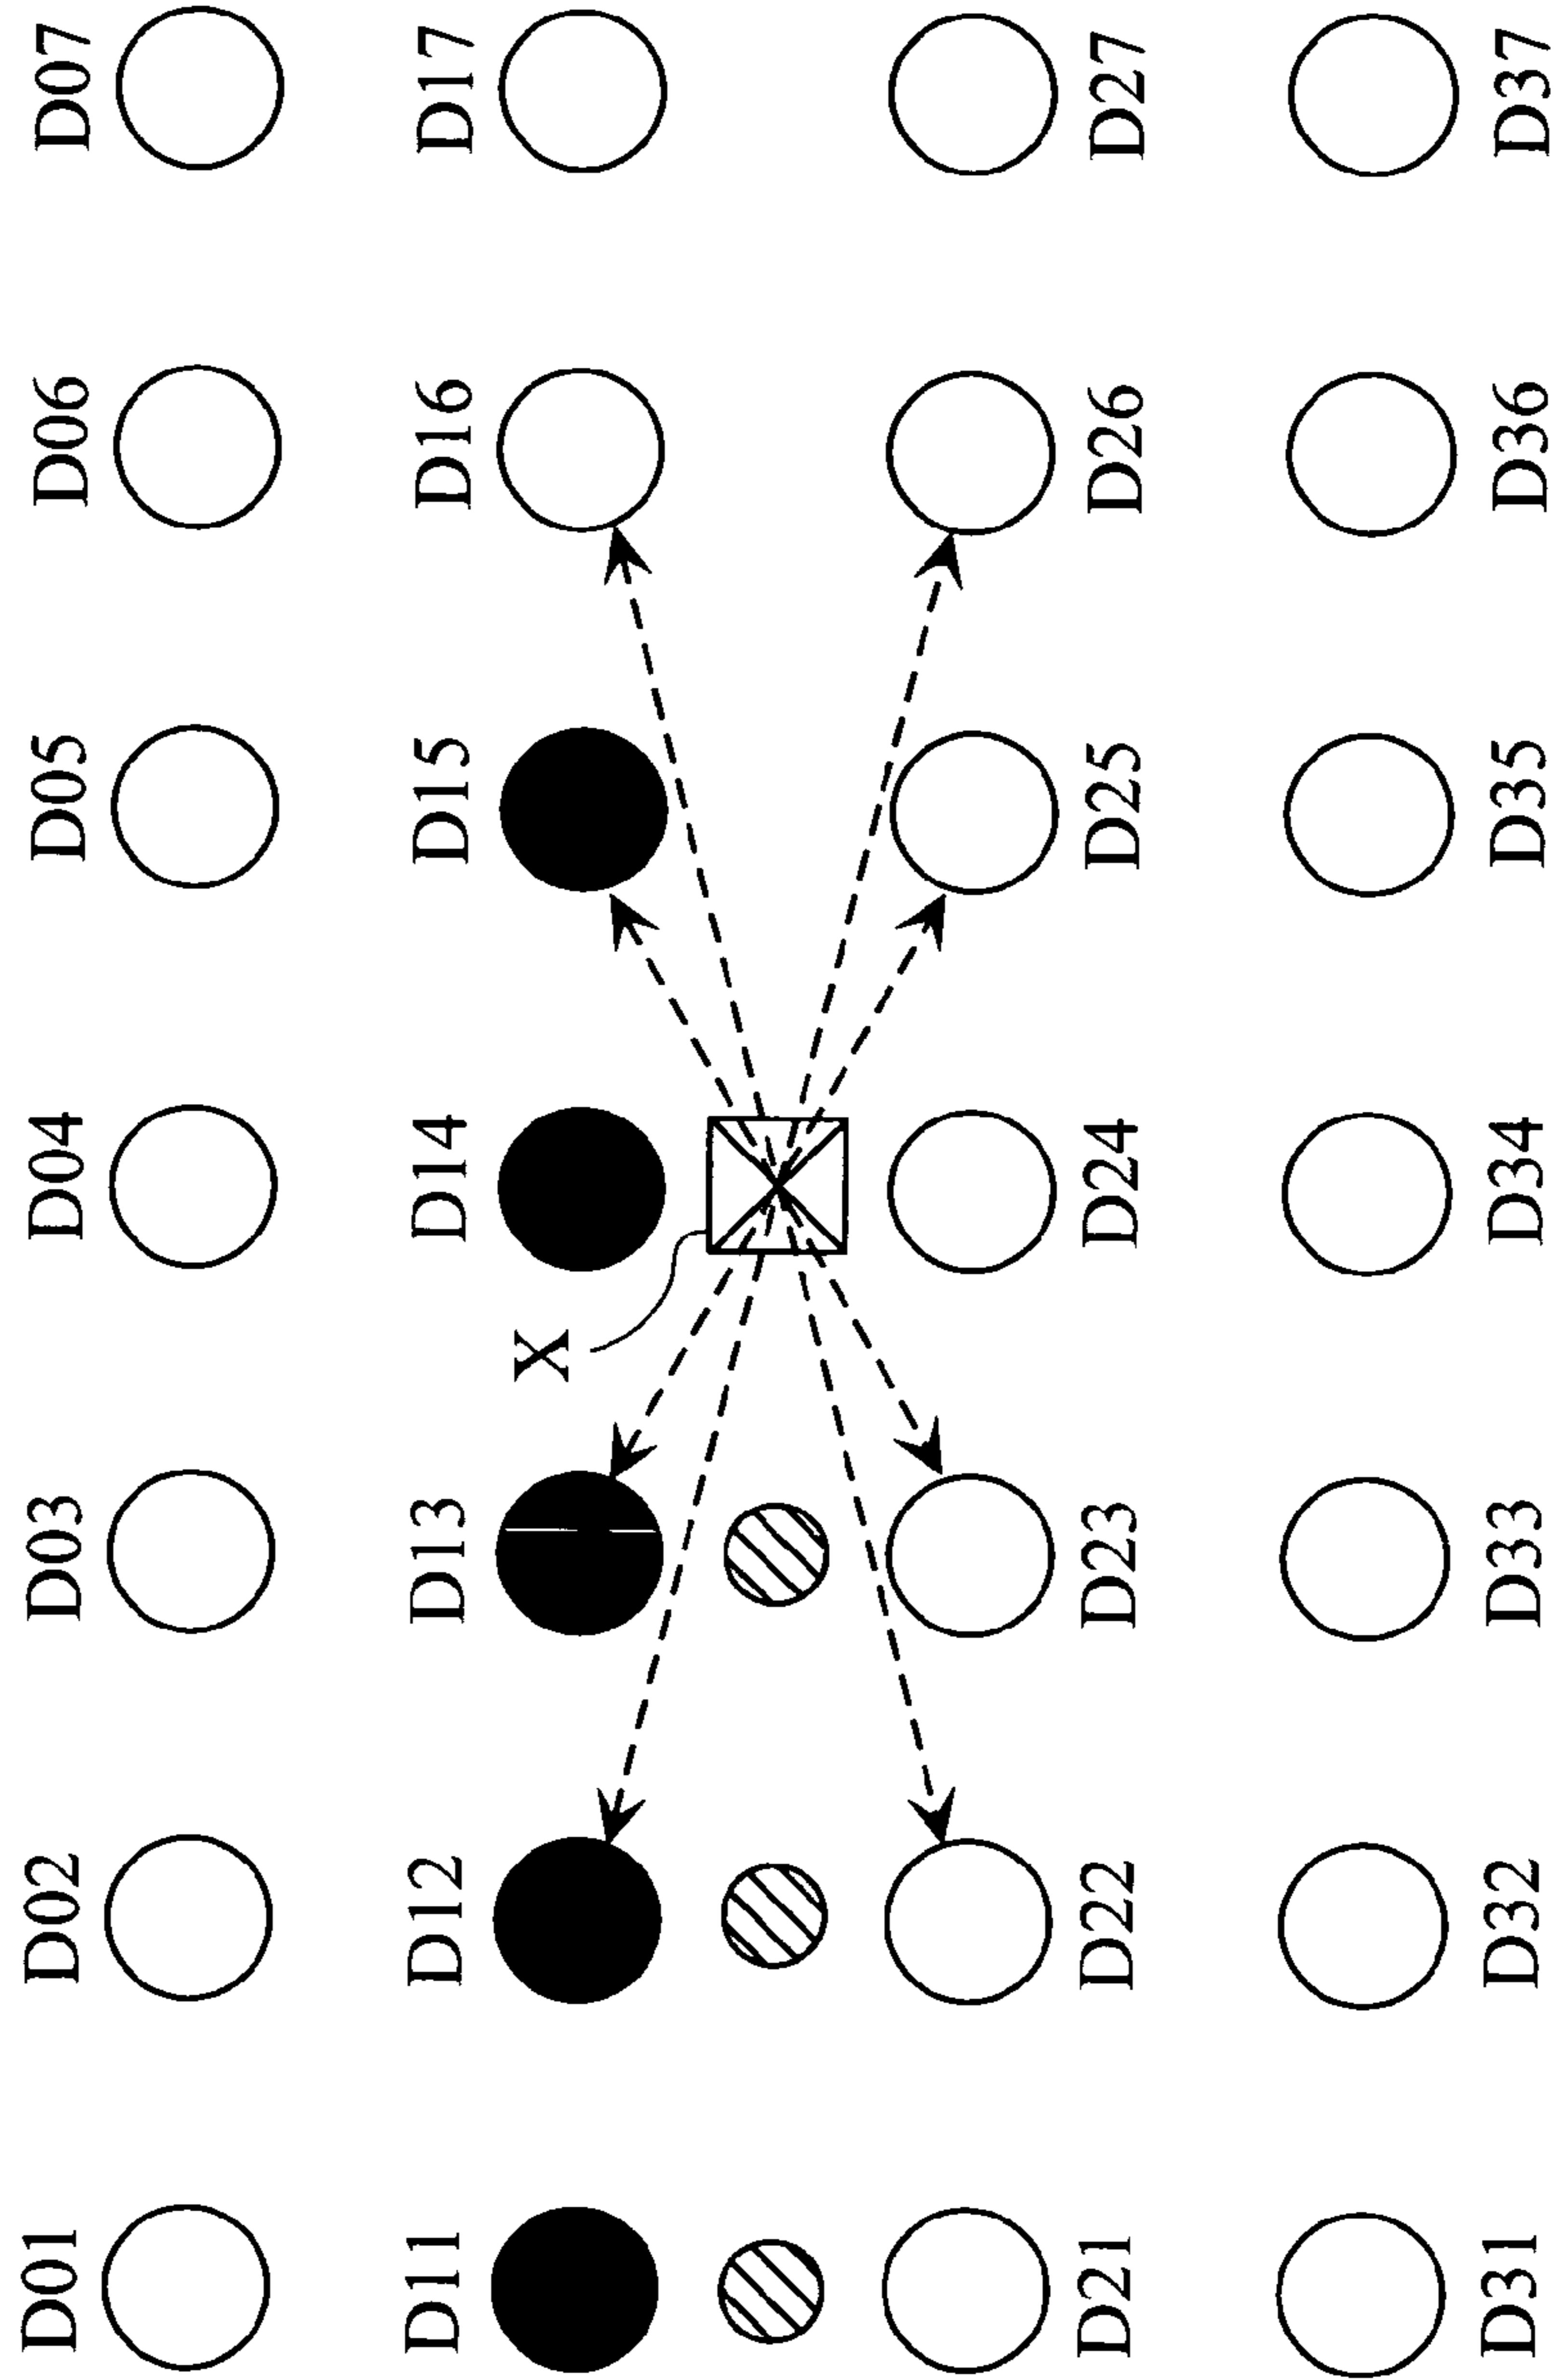 D01 D02 D03 D04 D05 D06 D07
D11 D12 D13 D14 D15 D16 D17
X
D21 D22 D23 D24 D25 D26 D27
D31 D32 D33 D34 D35 D36 D37